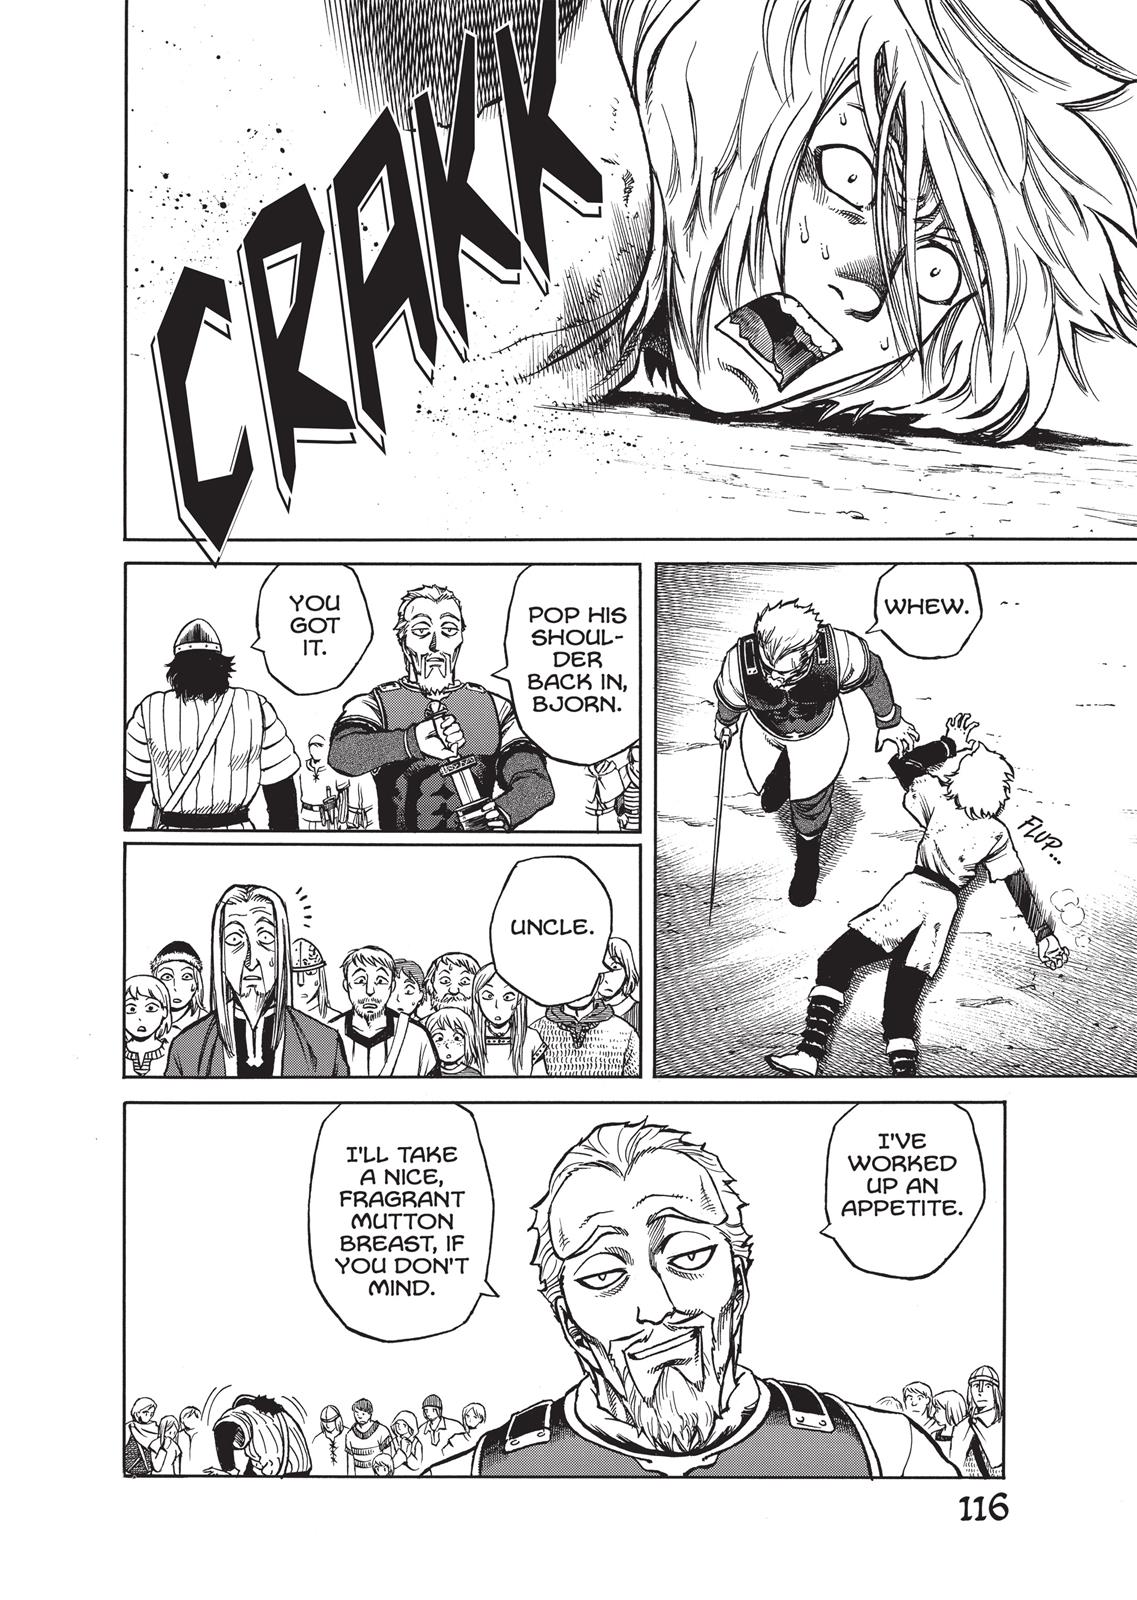 CRAKK
WHEW.
FLUP...
POP HIS
SHOUL-
DER
BACK IN,
BJORN.
YOU
GOT
IT.
UNCLE.
I'VE
WORKED
UP AN
APPETITE.
I'LL TAKE
A NICE,
FRAGRANT
MUTTON
BREAST, IF
YOU DON'T
MIND.
116